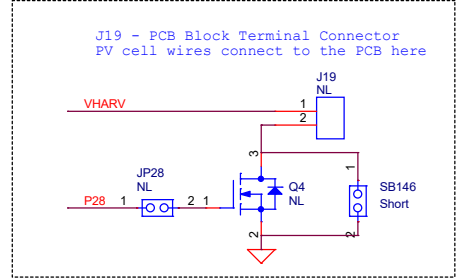 J19 - PCB Block Terminal Connector
PV cell wires connect to the PCB here
J19
NL
VHARV
1
2
3
JP28
NL
Q4
NL
1
SB146
Short
P28
1
2
1
2
2